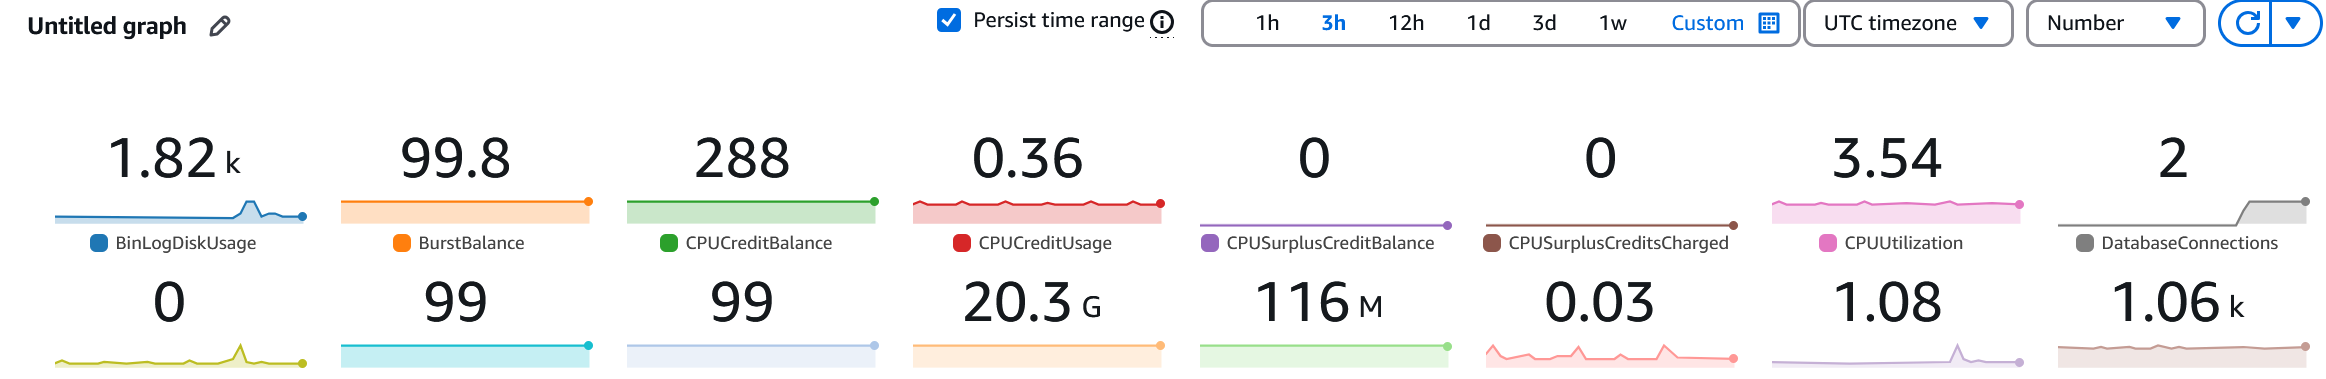 Untitled graph
Persist time range
1h 3h 12h 1d 3d 1w Custom
UTC timezone
Number
1.82 k 99.8 288 0.36 0 0 3.54 2
BinLogDiskUsage BurstBalance CPUCreditBalance CPUCreditUsage CPUSurplusCreditBalance CPUSurplusCreditsCharged CPUUtilization DatabaseConnections
0 99 99 20.3 G 116 M 0.03 1.08 1.06 k